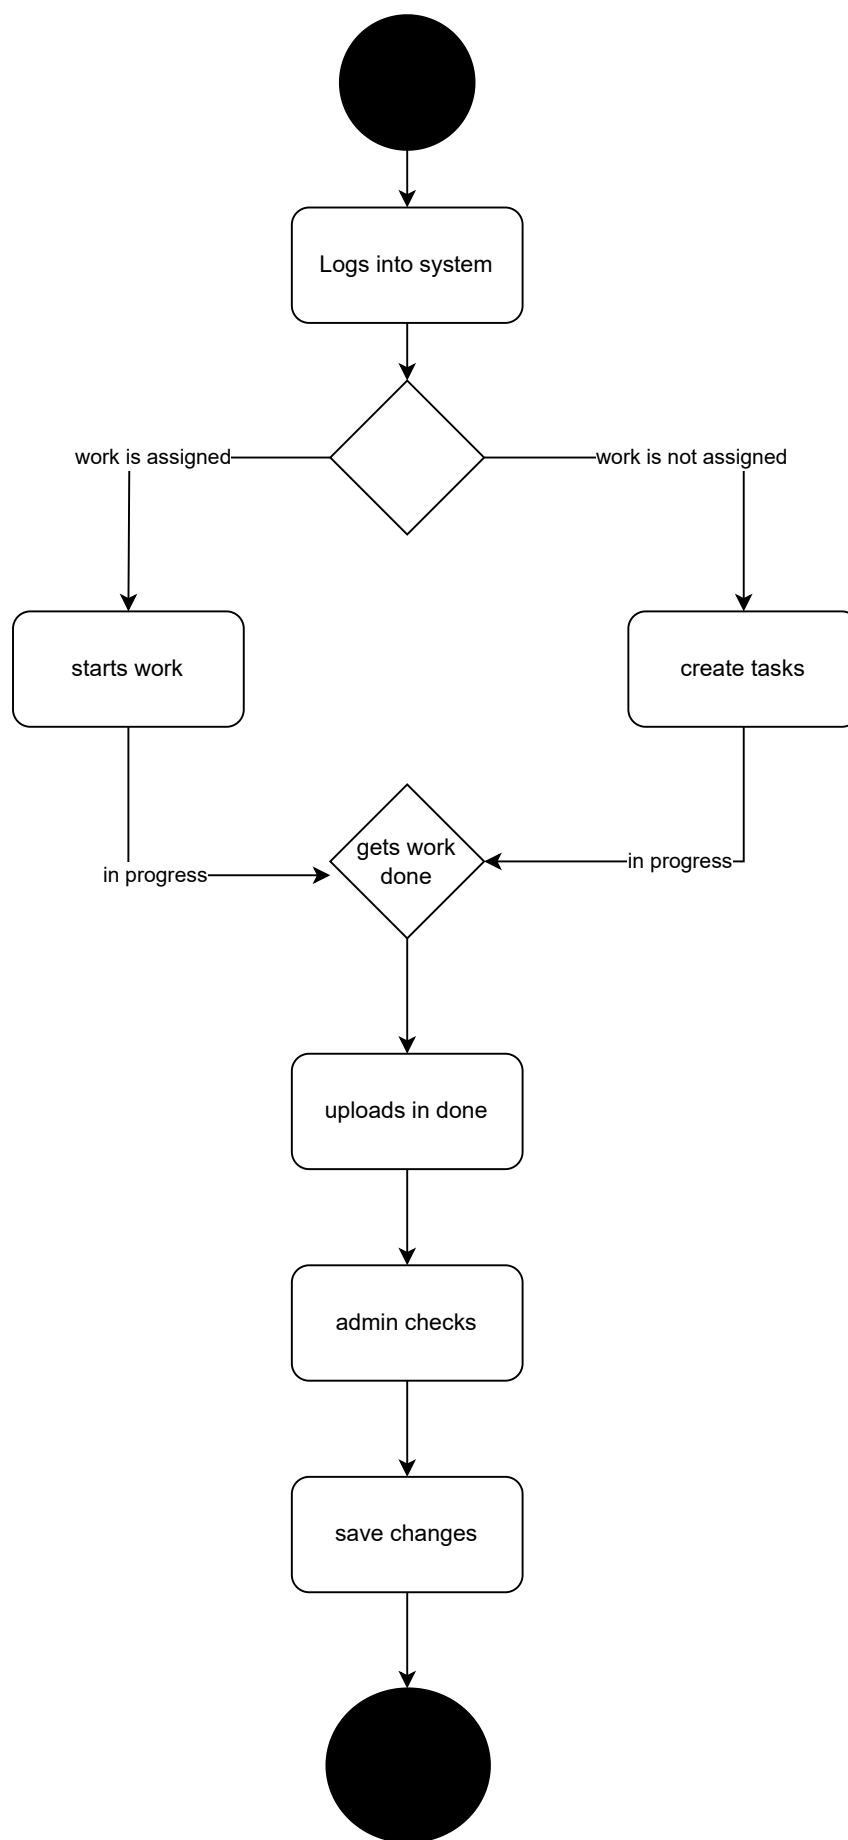 Logs into system
work is assigned
work is not assigned
starts work
create tasks
gets work
done
in progress
in progress
uploads in done
admin checks
save changes